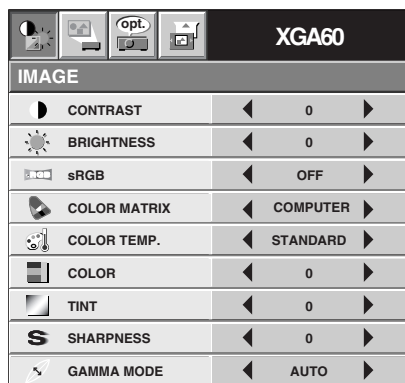 opt.
XGA60
IMAGE
CONTRAST 0
BRIGHTNESS 0
sRGB OFF
COLOR MATRIX COMPUTER
COLOR TEMP. STANDARD
COLOR 0
TINT 0
S SHARPNESS 0
GAMMA MODE AUTO